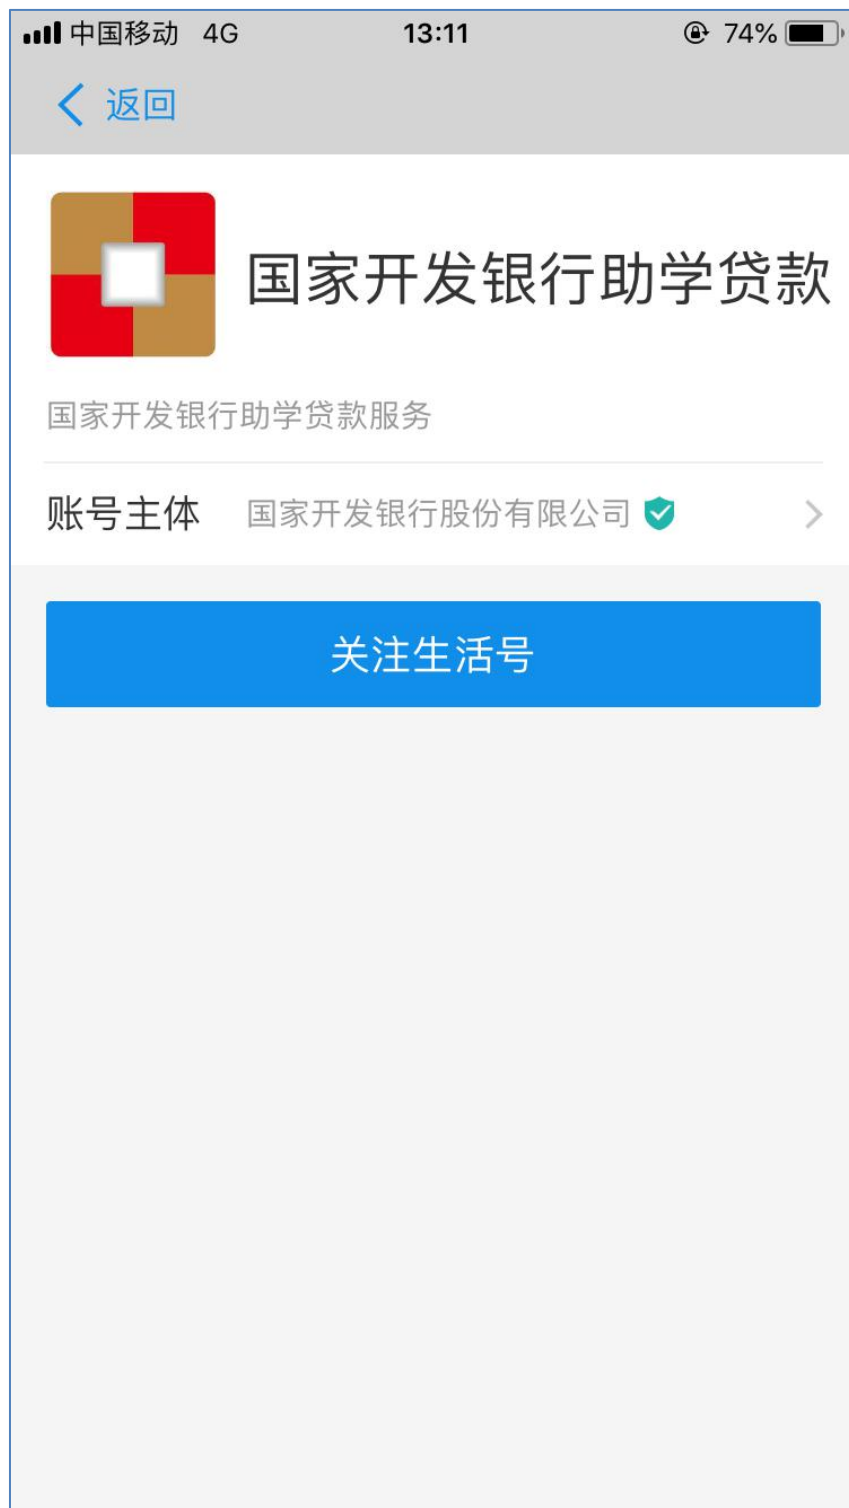 中国移动 4G 13:11 74%
返回
国家开发银行助学贷款
国家开发银行助学贷款服务
账号主体 国家开发银行股份有限公司
关注生活号